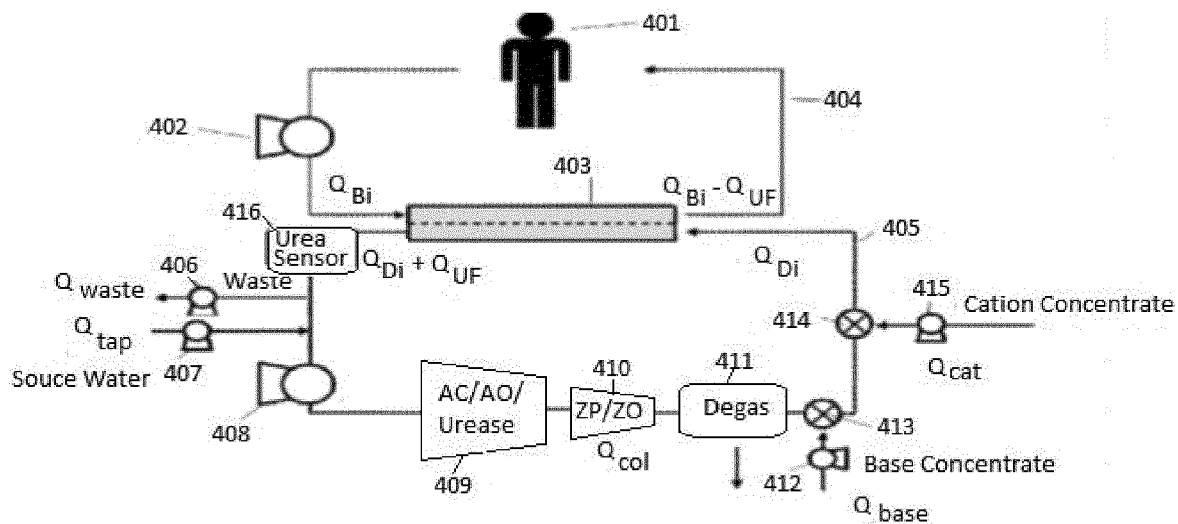 401
402
404
403
Q Bi
Q Bi - Q UF
416
Urea
Sensor
405
Q Di + Q UF
Q Di
406
Q waste
Waste
415
Cation Concentrate
414
Q tap
407
Souce Water
Q cat
408
AC/AO/
Urease
409
410
ZP/ZO
Q col
411
Degas
413
412
Base Concentrate
Q base